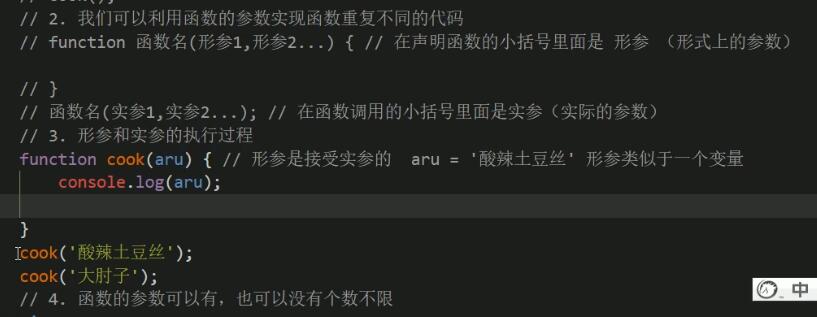 // 2. 我们可以利用函数的参数实现函数重复不同的代码
// function 函数名(形参1,形参2...) { // 在声明函数的小括号里面是 形参 （形式上的参数）
// }
// 函数名(实参1,实参2...); // 在函数调用的小括号里面是实参（实际的参数）
// 3. 形参和实参的执行过程
function cook(aru) { // 形参是接受实参的  aru = '酸辣土豆丝' 形参类似于一个变量
    console.log(aru);
}
cook('酸辣土豆丝');
cook('大肘子');
// 4. 函数的参数可以有，也可以没有个数不限
中